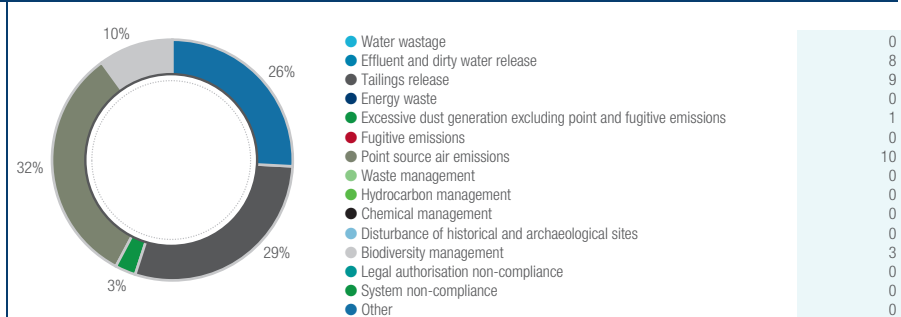 10%
26%
32%
29%
3%
Water wastage 0
Effluent and dirty water release 8
Tailings release 9
Energy waste 0
Excessive dust generation excluding point and fugitive emissions 1
Fugitive emissions 0
Point source air emissions 10
Waste management 0
Hydrocarbon management 0
Chemical management 0
Disturbance of historical and archaeological sites 0
Biodiversity management 3
Legal authorisation non-compliance 0
System non-compliance 0
Other 0